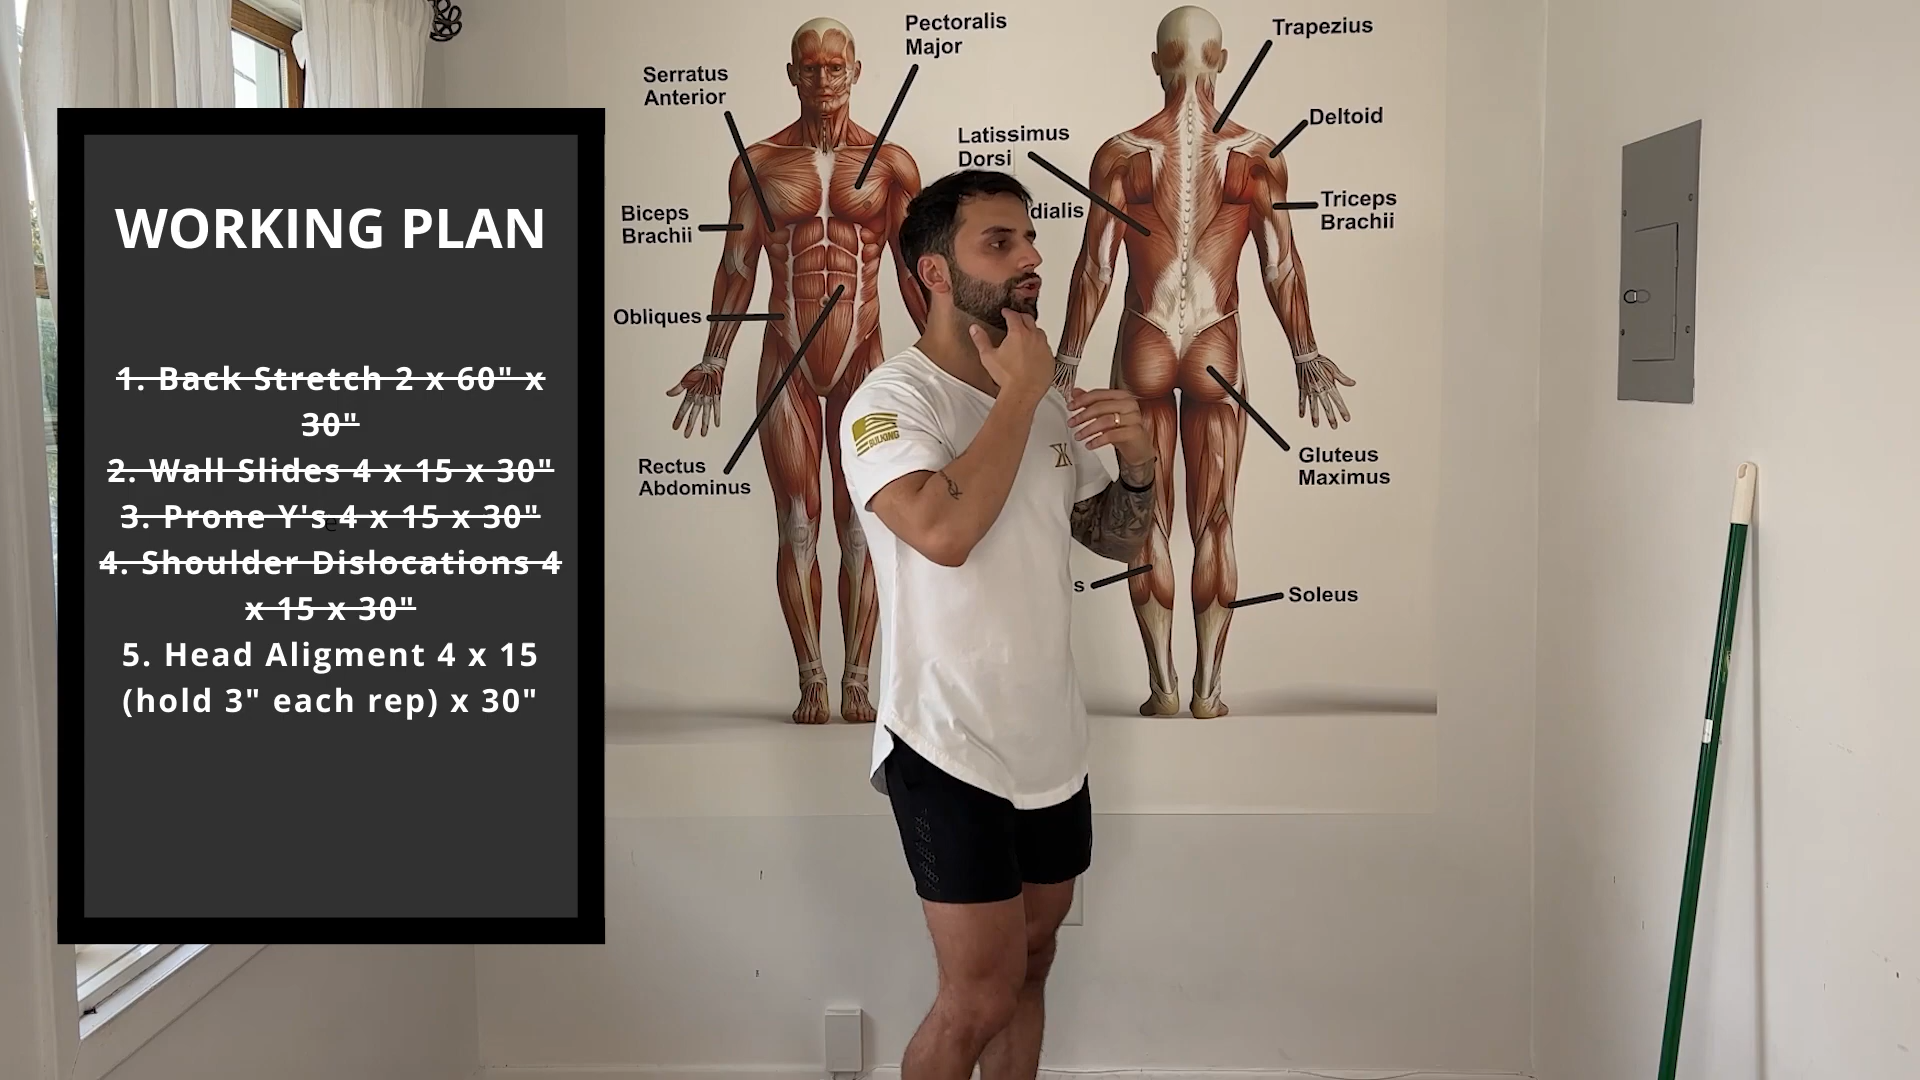 WORKING PLAN
1. Back Stretch 2 x 60" x
30"
2. Wall Slides 4 x 15 x 30"
3. Prone Y's 4 x 15 x 30"
4. Shoulder Dislocations 4
x 15 x 30"
5. Head Aligment 4 x 15
(hold 3" each rep) x 30"
Pectoralis
Major
Serratus
Anterior
Biceps
Brachii
Obliques
Rectus
Abdominus
Trapezius
Deltoid
Latissimus
Dorsi
dialis
Triceps
Brachii
Gluteus
Maximus
s
Soleus
BULKING